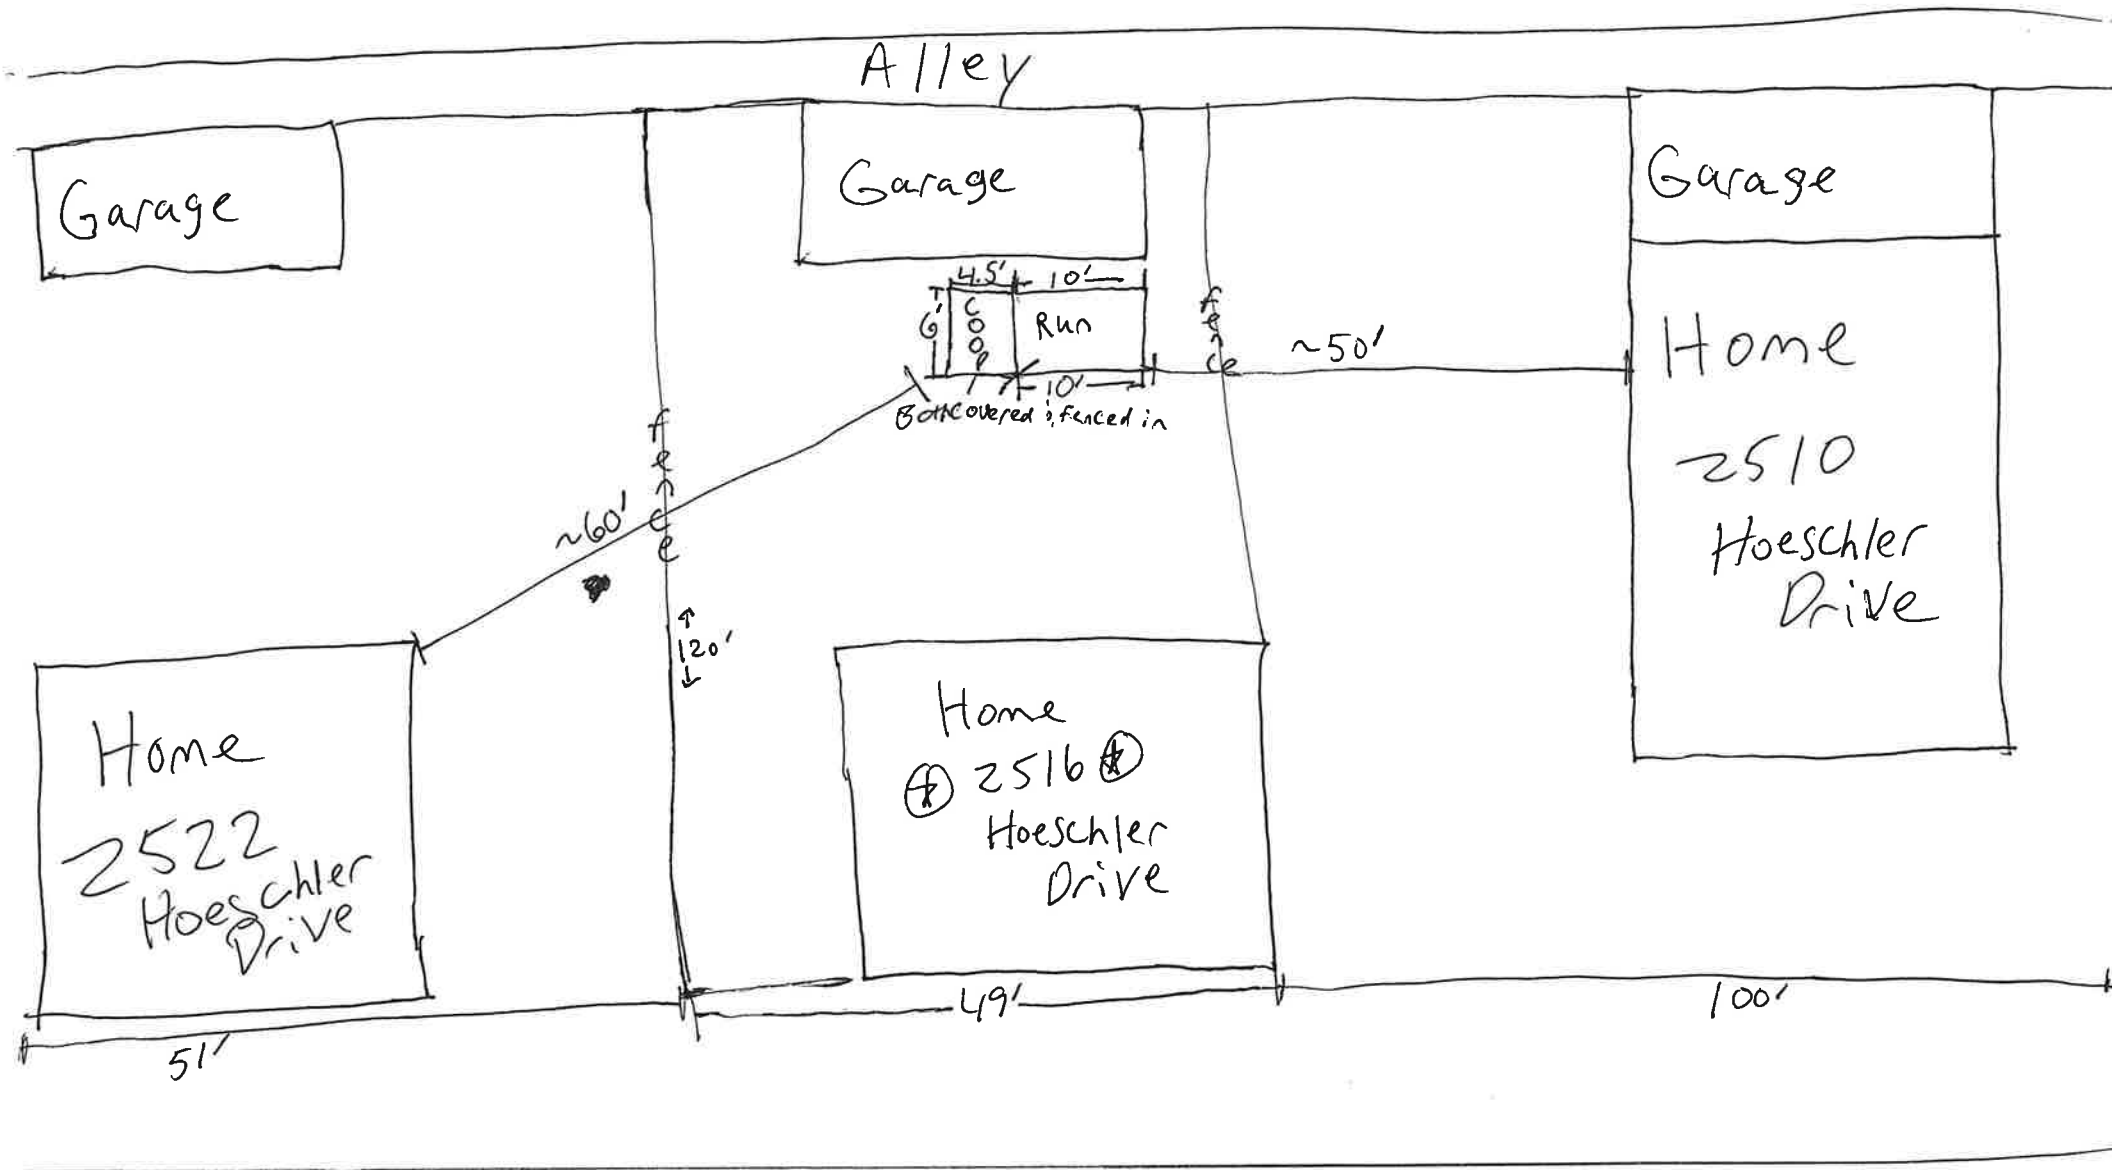 Alley
Garage
Garage
Garage
4.5'
10'
6'
COOP
Run
fence
~50'
10'
Both covered & fenced in
fence
~60'
120'
Home
2510
Hoeschler
Drive
Home
2516
Hoeschler
Drive
Home
2522
Hoeschler
Drive
49'
100'
51'